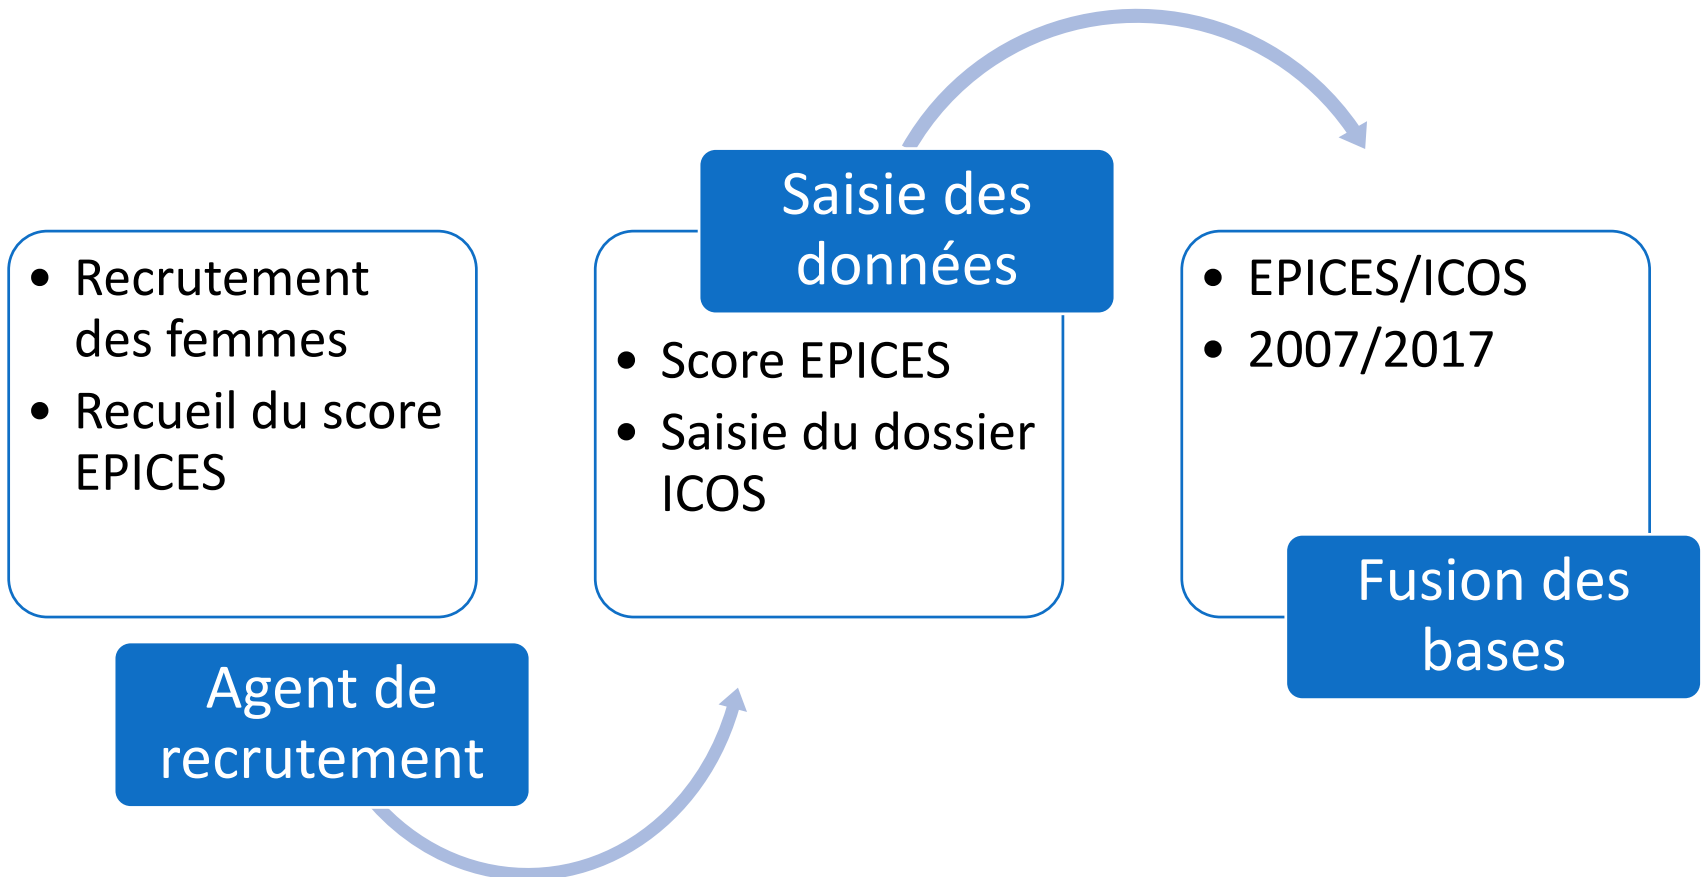 • Recrutement
des femmes
• Recueil du score
EPICES
Agent de
recrutement
Saisie des
données
• Score EPICES
• Saisie du dossier
ICOS
• EPICES/ICOS
• 2007/2017
Fusion des
bases